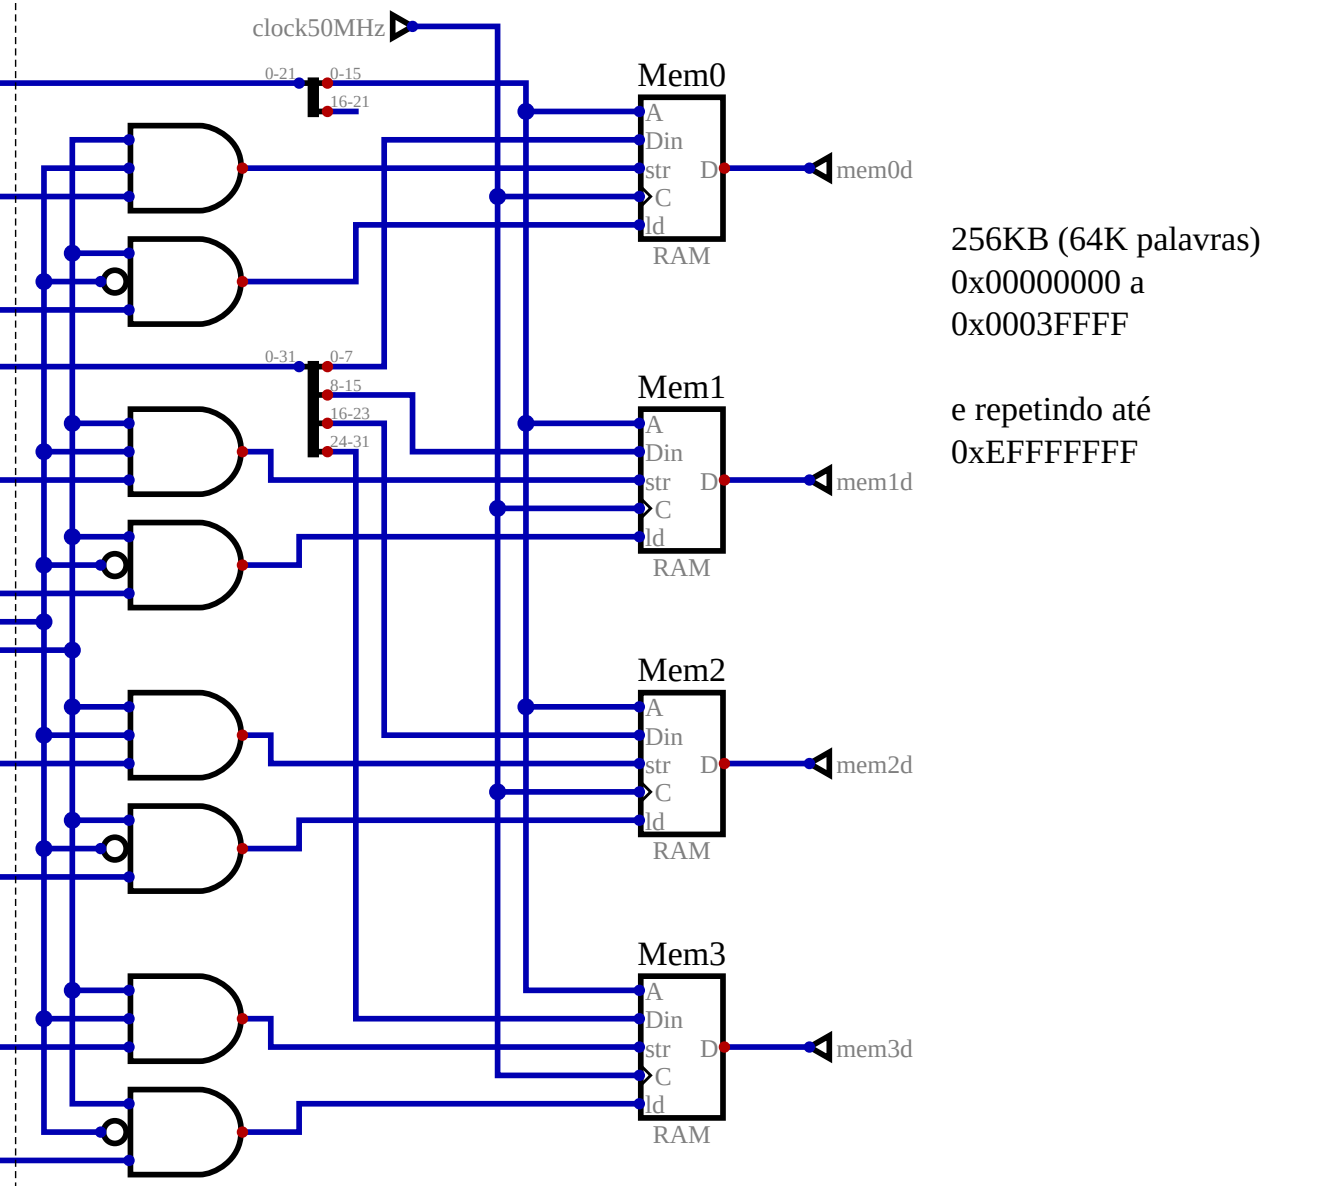 clock50MHz
0-21
0-15
16-21
Mem0
A
Din
str
C
ld
D
RAM
mem0d
256KB (64K palavras)
0x00000000 a
0x0003FFFF
e repetindo até
0xEFFFFFFF
0-31
0-7
8-15
16-23
24-31
Mem1
A
Din
str
C
ld
D
RAM
mem1d
Mem2
A
Din
str
C
ld
D
RAM
mem2d
Mem3
A
Din
str
C
ld
D
RAM
mem3d